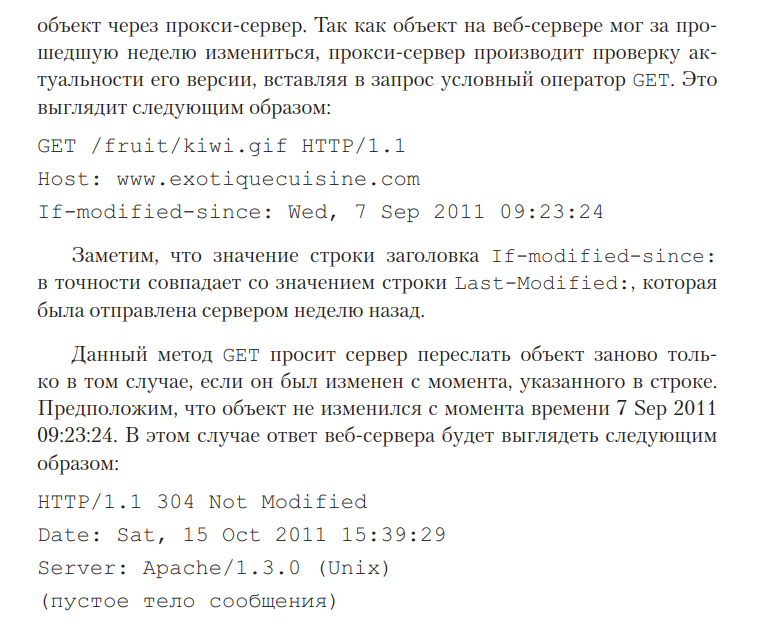 объект через прокси-сервер. Так как объект на веб-сервере мог за про-
шедшую неделю измениться, прокси-сервер производит проверку ак-
туальности его версии, вставляя в запрос условный оператор GET. Это
выглядит следующим образом:
GET /fruit/kiwi.gif HTTP/1.1
Host: www.exotiquecuisine.com
If-modified-since: Wed, 7 Sep 2011 09:23:24
Заметим, что значение строки заголовка If-modified-since:
в точности совпадает со значением строки Last-Modified:, которая
была отправлена сервером неделю назад.
Данный метод GET просит сервер переслать объект заново толь-
ко в том случае, если он был изменен с момента, указанного в строке.
Предположим, что объект не изменился с момента времени 7 Sep 2011
09:23:24. В этом случае ответ веб-сервера будет выглядеть следующим
образом:
HTTP/1.1 304 Not Modified
Date: Sat, 15 Oct 2011 15:39:29
Server: Apache/1.3.0 (Unix)
(пустое тело сообщения)